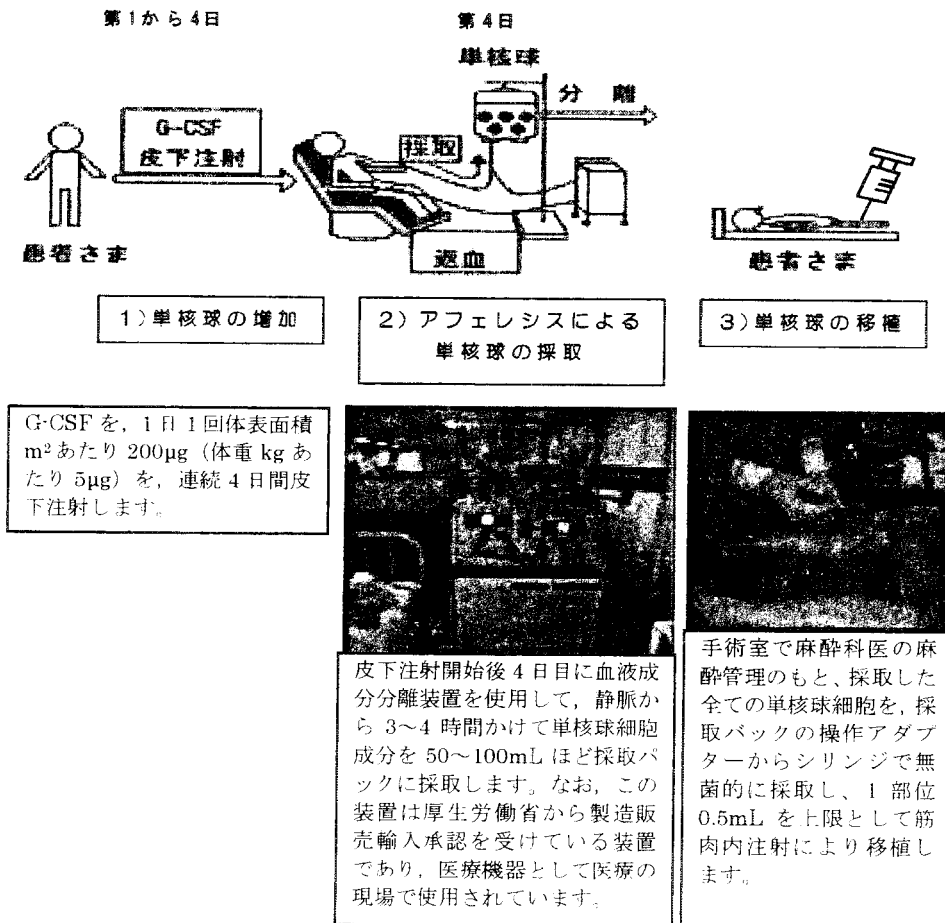 第1から4日
第4日
単核球
分離
G-CSF
皮下注射
採取
返血
患者さま
患者さま
1)単核球の増加
2)アフェレシスによる
単核球の採取
3)単核球の移植
G-CSFを,1日1回体表面積
m²あたり200μg(体重kgあ
たり5μg)を,連続4日間皮
下注射します。
皮下注射開始後4日目に血液成
分分離装置を使用して,静脈か
ら3~4時間かけて単核球細胞
成分を50~100mLほど採取バ
ックに採取します。なお,この
装置は厚生労働省から製造販
売輸入承認を受けている装置
であり,医療機器として医療の
現場で使用されています。
手術室で麻酔科医の麻
酔管理のもと、採取した
全ての単核球細胞を,採
取バックの操作アダプ
ターからシリンジで無
菌的に採取し、1部位
0.5mLを上限として筋
肉内注射により移植し
ます。